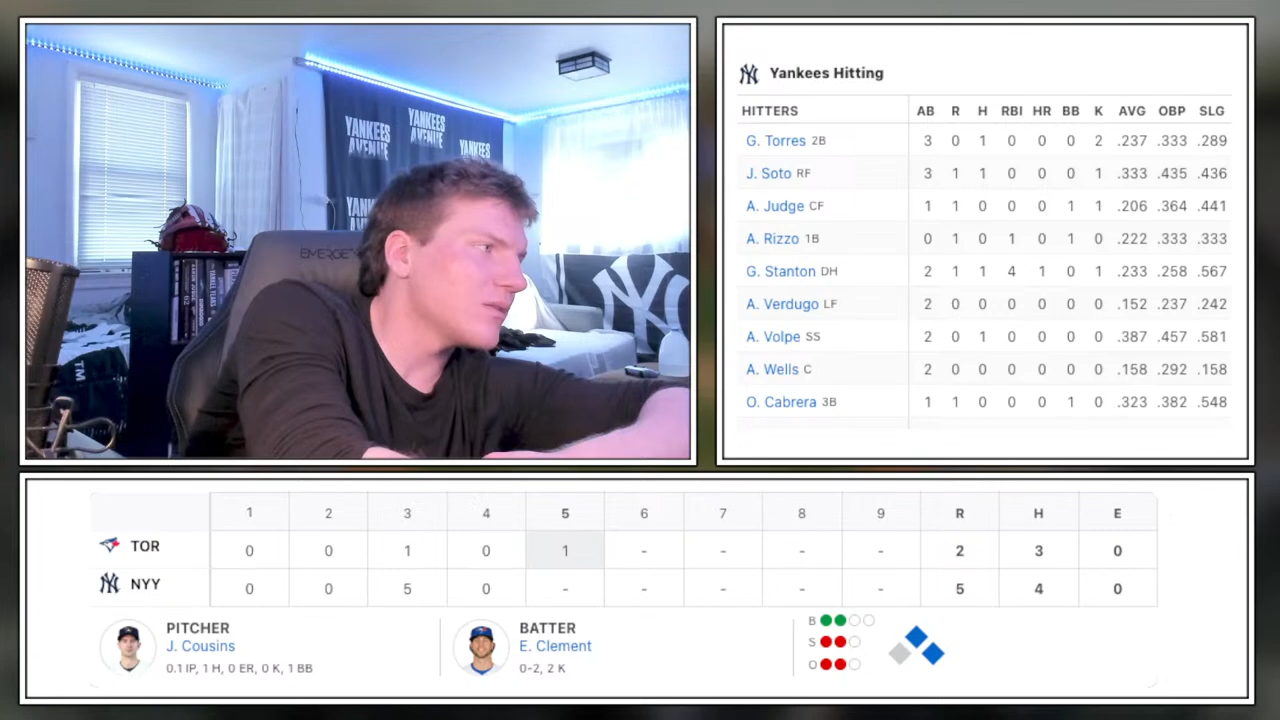 YANKEES AVENUE
YANKEES AVENUE
YANKEES
EMERGE
Yankees Hitting
HITTERS AB H RBI HR BB K AVG OBP SLG
G. Torres 2B 3 0 1 0 0 0 2 .237 .333 .289
J. Soto RF 3 1 1 0 0 0 1 .333 .435 .436
A. Judge CF 1 0 0 0 1 1 .206 .364 .441
A. Rizzo 1B 0 0 1 0 1 0 .222 .333 .333
G. Stanton DH 2 1 1 4 1 0 1 .233 .258 .567
A. Verdugo LF 2 0 0 0 0 0 0 .152 .237 .242
A. Volpe SS 2 0 1 0 0 0 0 .387 .457 .581
A. Wells C 2 0 0 0 0 0 0 .158 .292 .158
O. Cabrera 3B 1 1 0 0 0 1 0 .323 .382 .548
1 2 3 4 5 6 7 8 9 R H E
TOR 0 0 1 0 1 - - - - 2 3 0
NYY 0 0 5 0 - - - - - 5 4 0
PITCHER
J. Cousins
0.1 IP, 1 H, 0 ER, 0 K, 1 BB
BATTER
E. Clement
0-2, 2 K
B
S
O